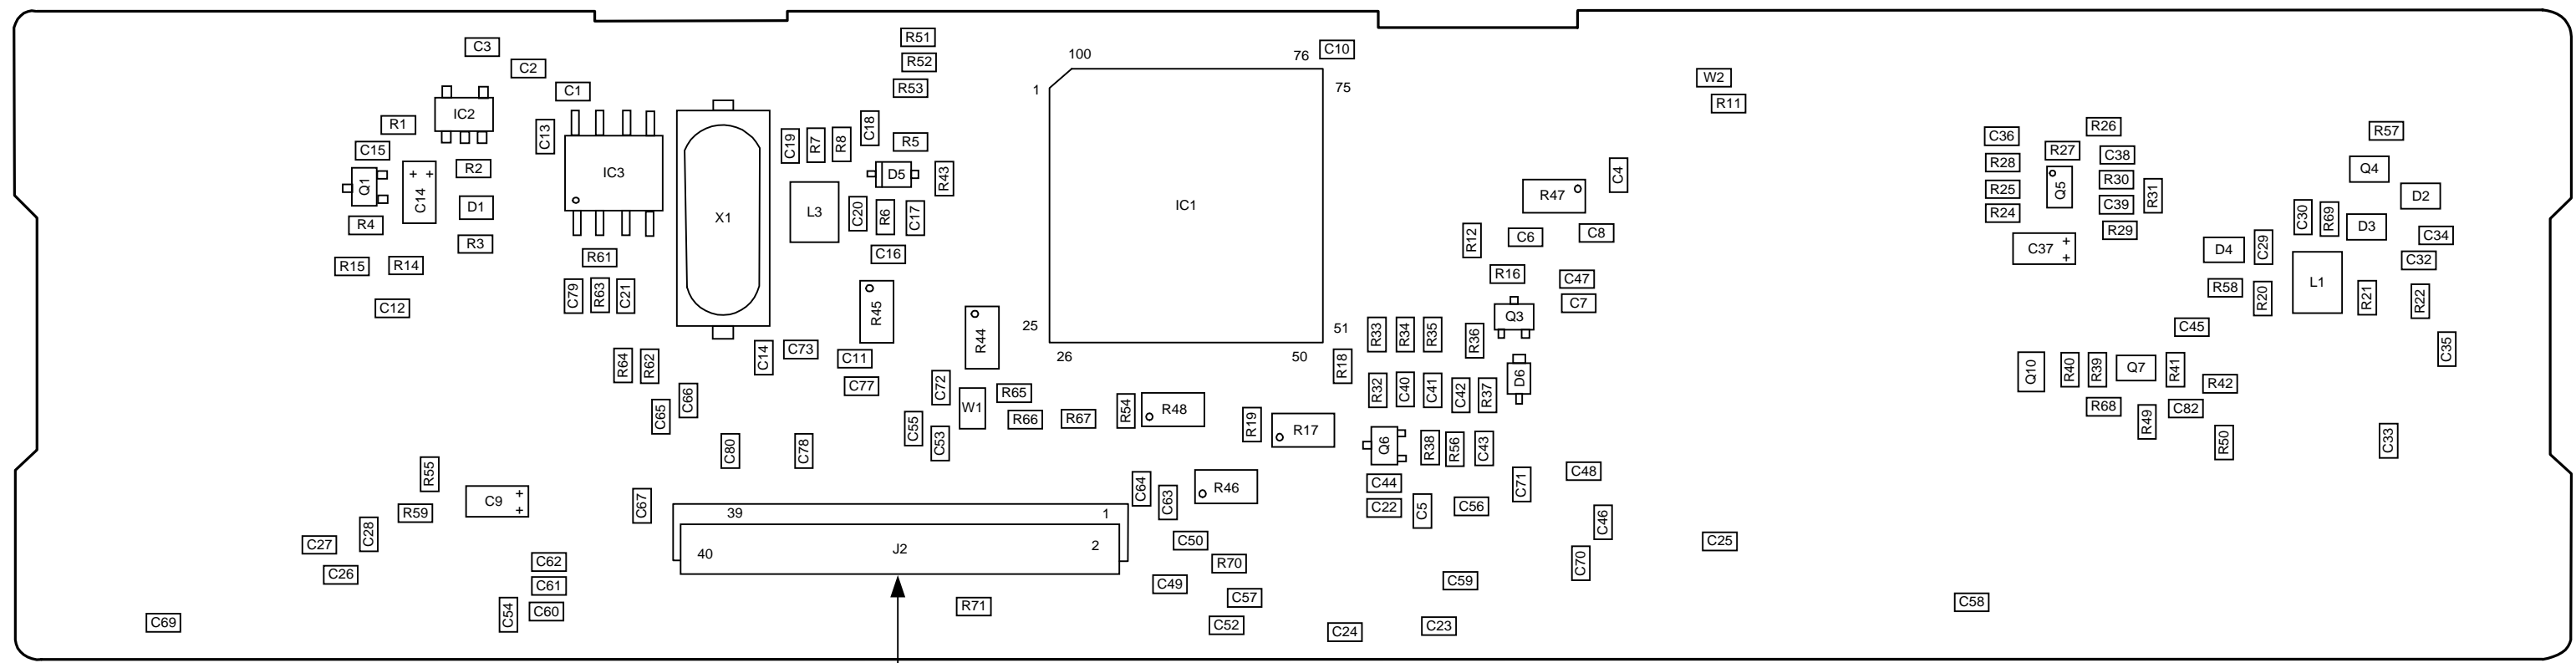 R51
C3
C10
100
76
R52
C2
W2
1
75
R53
C1
R11
IC2
R1
C13
C18
R26
R57
C36
C19
R7
R8
R5
C15
R27
C38
R28
R2
Q4
IC3
D5
R43
C4
R30
Q1
+ +
C14
R25
Q5
R31
D2
R47
D1
IC1
C39
L3
C20
R6
C17
X1
R24
C30
R69
D3
R4
R29
C8
C6
R12
C34
R3
C37
+
+
D4
C29
C16
R61
C32
R15
R14
R16
C47
L1
R58
C79
R63
C21
R20
R21
R22
C7
C12
R45
Q3
25
51
C45
R44
R33
R34
R35
R36
C73
C14
C35
26
50
C11
R64
R62
R18
Q10
R40
R39
Q7
R41
D6
C77
C72
R42
R65
R32
C40
C41
C42
R37
C66
W1
R68
C82
R54
R48
C65
R66
R67
R49
R19
R17
C55
C53
C33
R50
Q6
R38
R56
C43
C80
C78
R55
C48
C44
C71
C64
R46
C9
+
+
C63
C67
C22
C5
C56
39
1
R59
C46
C28
C50
C25
C27
J2
2
40
C62
R70
C70
C26
C59
C49
C61
C57
C58
R71
C60
C54
C69
C52
C23
C24